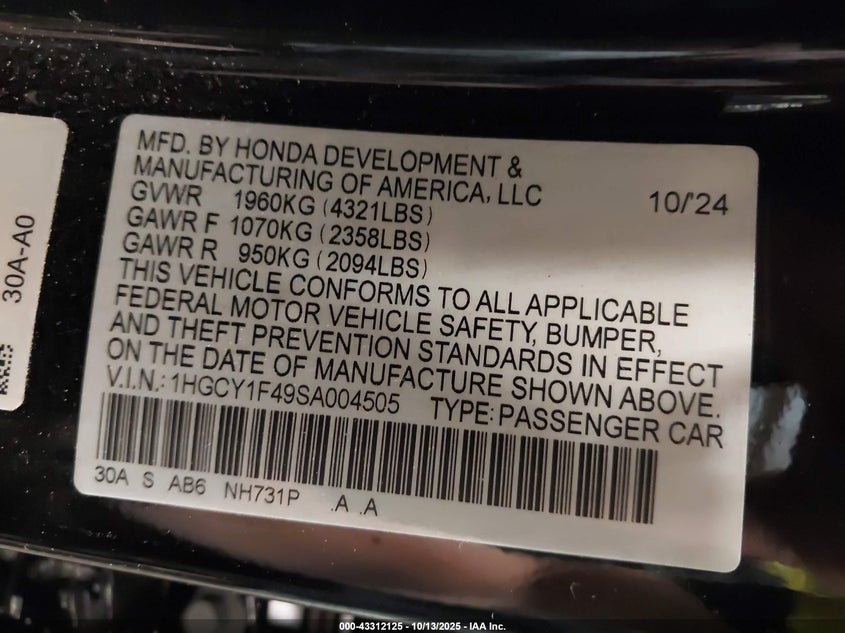 MFD. BY HONDA DEVELOPMENT &
MANUFACTURING OF AMERICA, LLC
10/'24
GVWR 1960KG (4321LBS)
GAWR F 1070KG (2358LBS)
GAWR R 950KG (2094LBS)
THIS VEHICLE CONFORMS TO ALL APPLICABLE
FEDERAL MOTOR VEHICLE SAFETY, BUMPER,
AND THEFT PREVENTION STANDARDS IN EFFECT
ON THE DATE OF MANUFACTURE SHOWN ABOVE.
V.I.N.: 1HGCY1F49SA004505 TYPE: PASSENGER CAR
30A S AB6 NH731P .A .A
30A-A0
000-43312125 - 10/13/2025 - IAA Inc.